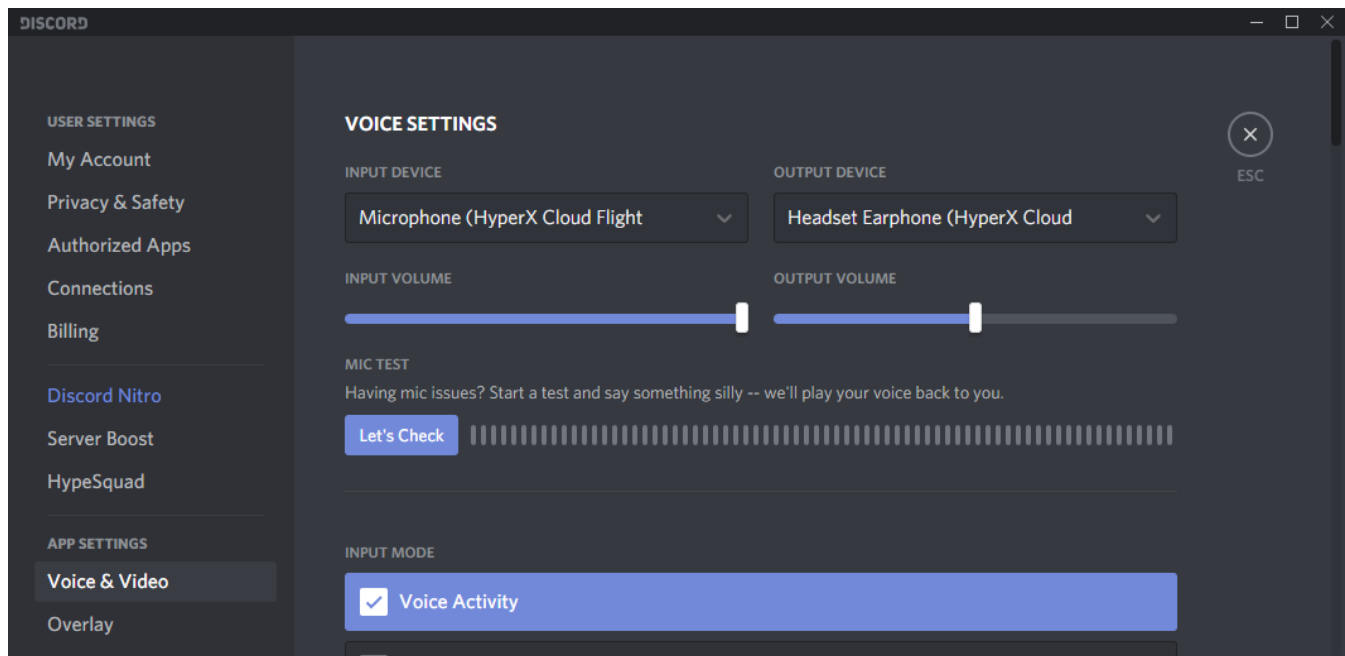 DISCORD
USER SETTINGS
My Account
Privacy & Safety
Authorized Apps
Connections
Billing
Discord Nitro
Server Boost
HypeSquad
APP SETTINGS
Voice & Video
Overlay
VOICE SETTINGS
INPUT DEVICE
Microphone (HyperX Cloud Flight
OUTPUT DEVICE
Headset Earphone (HyperX Cloud
INPUT VOLUME
OUTPUT VOLUME
MIC TEST
Having mic issues? Start a test and say something silly -- we'll play your voice back to you.
Let's Check
INPUT MODE
Voice Activity
ESC